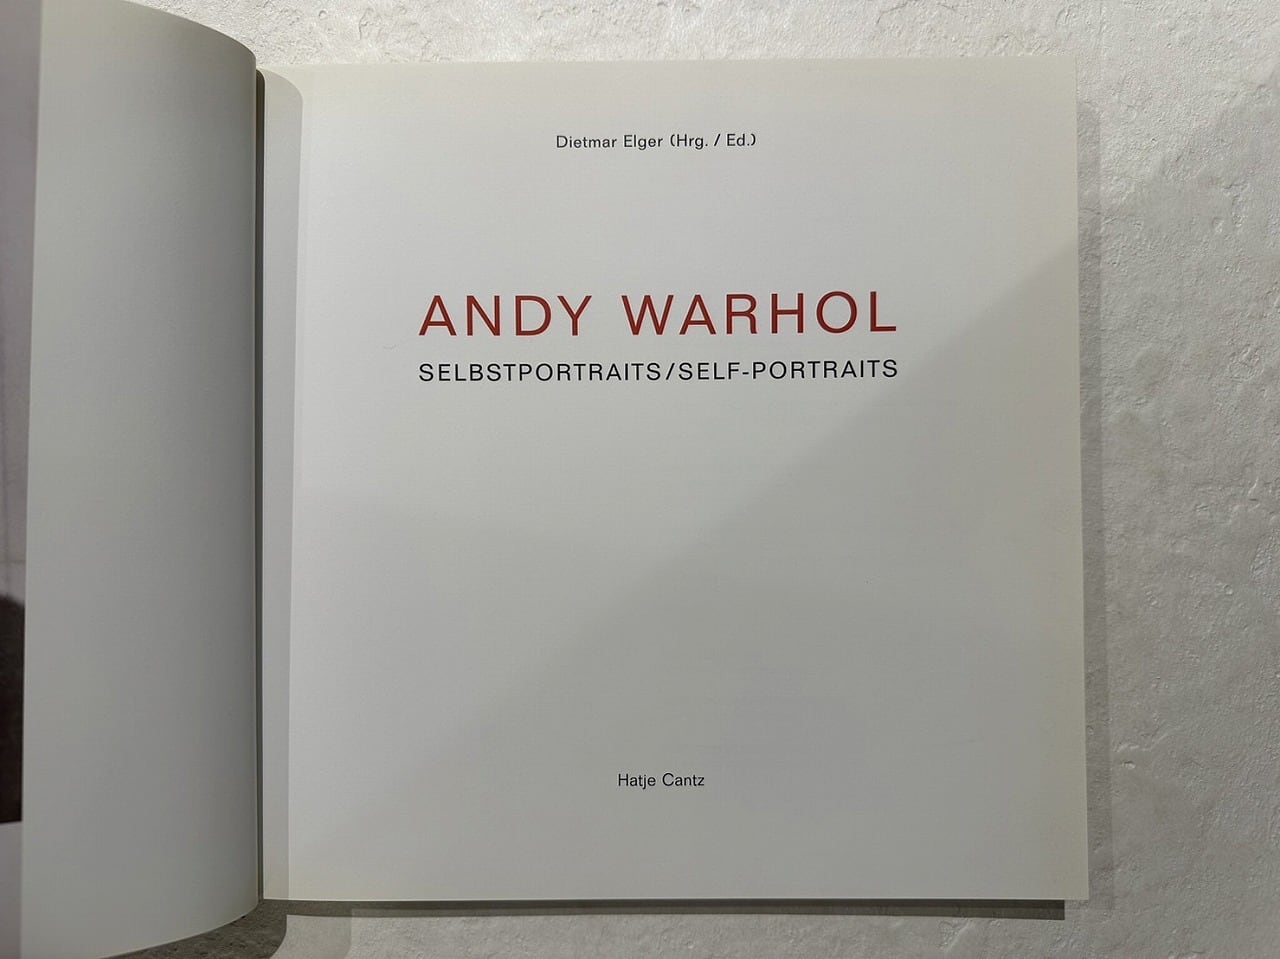 Dietmar Elger (Hrg. / Ed.)
ANDY WARHOL
SELBSTPORTRAITS/SELF-PORTRAITS
Hatje Cantz